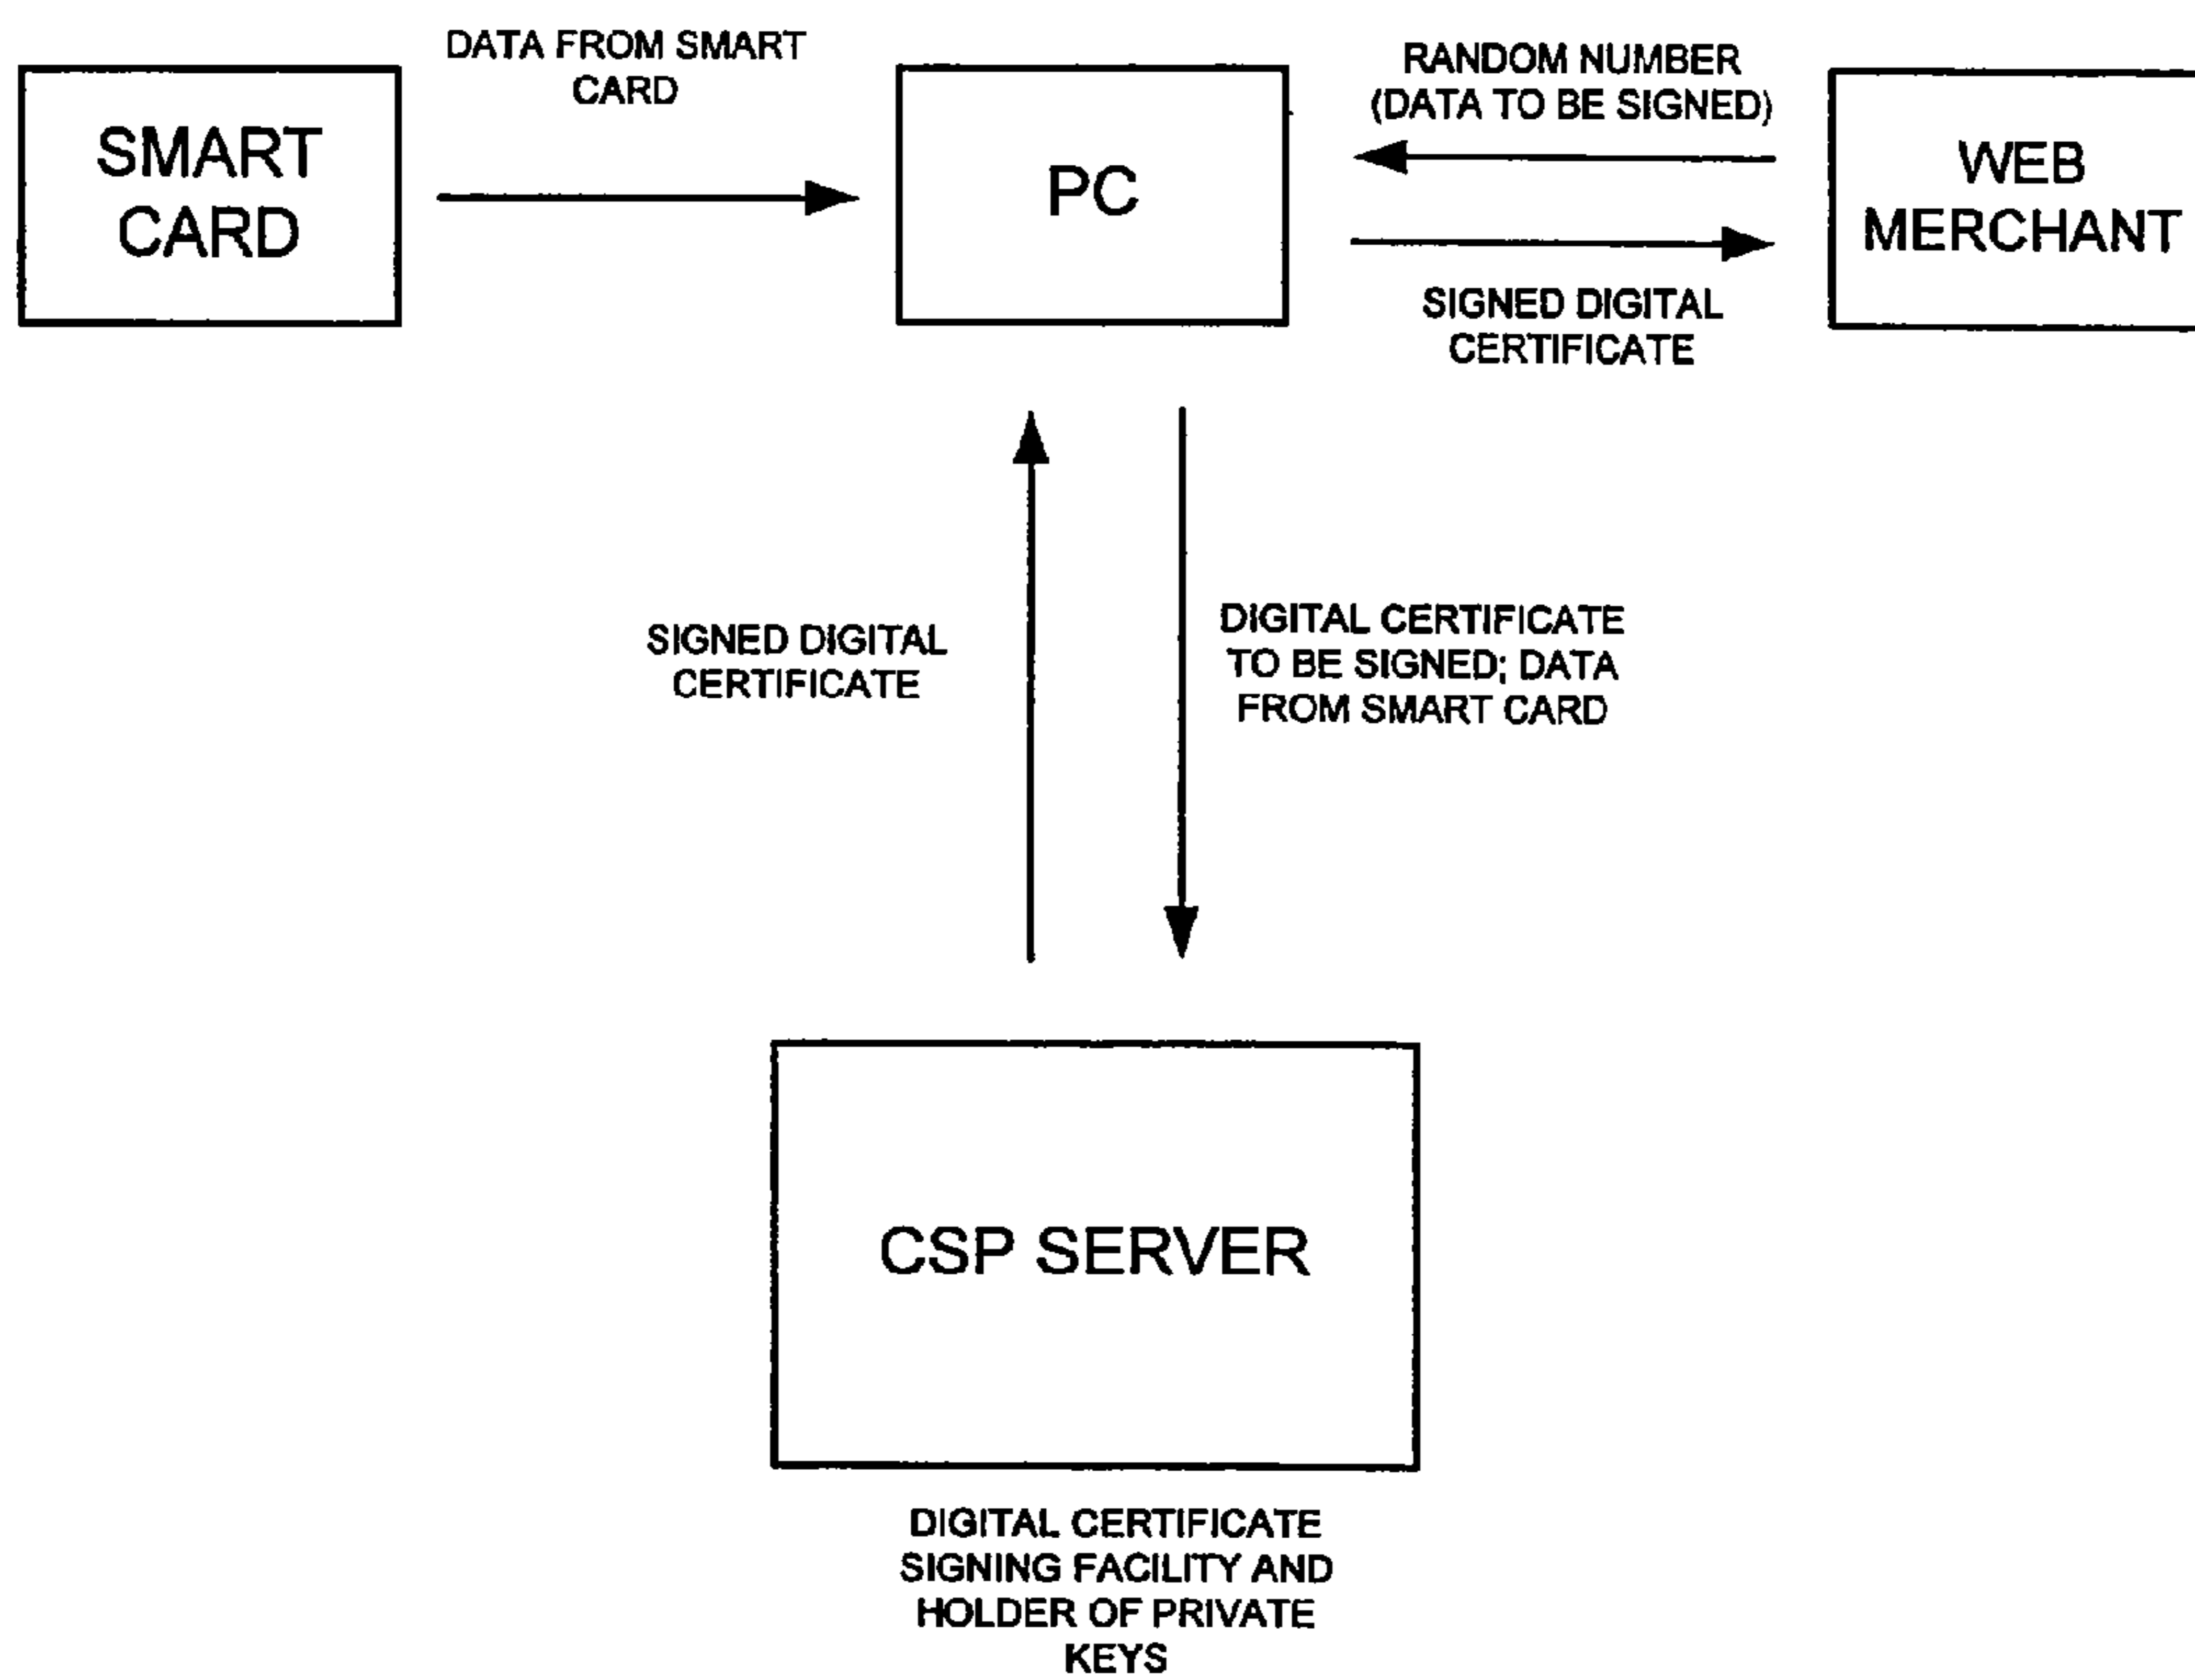 DATA FROM SMART
CARD
SMART
CARD
PC
RANDOM NUMBER
(DATA TO BE SIGNED)
SIGNED DIGITAL
CERTIFICATE
WEB
MERCHANT
SIGNED DIGITAL
CERTIFICATE
DIGITAL CERTIFICATE
TO BE SIGNED; DATA
FROM SMART CARD
CSP SERVER
DIGITAL CERTIFICATE
SIGNING FACILITY AND
HOLDER OF PRIVATE
KEYS